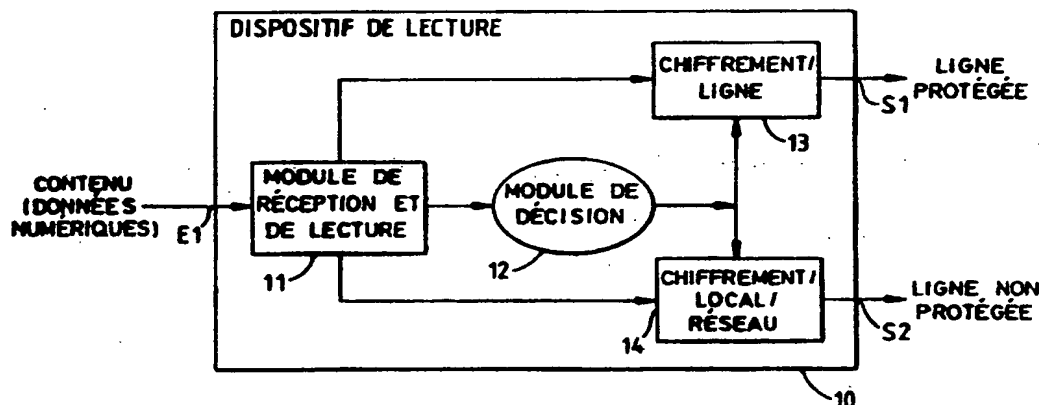 DISPOSITIF DE LECTURE
CHIFFREMENT/
LIGNE
13
S1
LIGNE
PROTÉGÉE
CONTENU
(DONNÉES
NUMÉRIQUES)
E1
MODULE DE
RÉCEPTION ET
DE LECTURE
11
MODULE DE
DÉCISION
12
CHIFFREMENT/
LOCAL/
RÉSEAU
14
S2
LIGNE NON
PROTÉGÉE
10